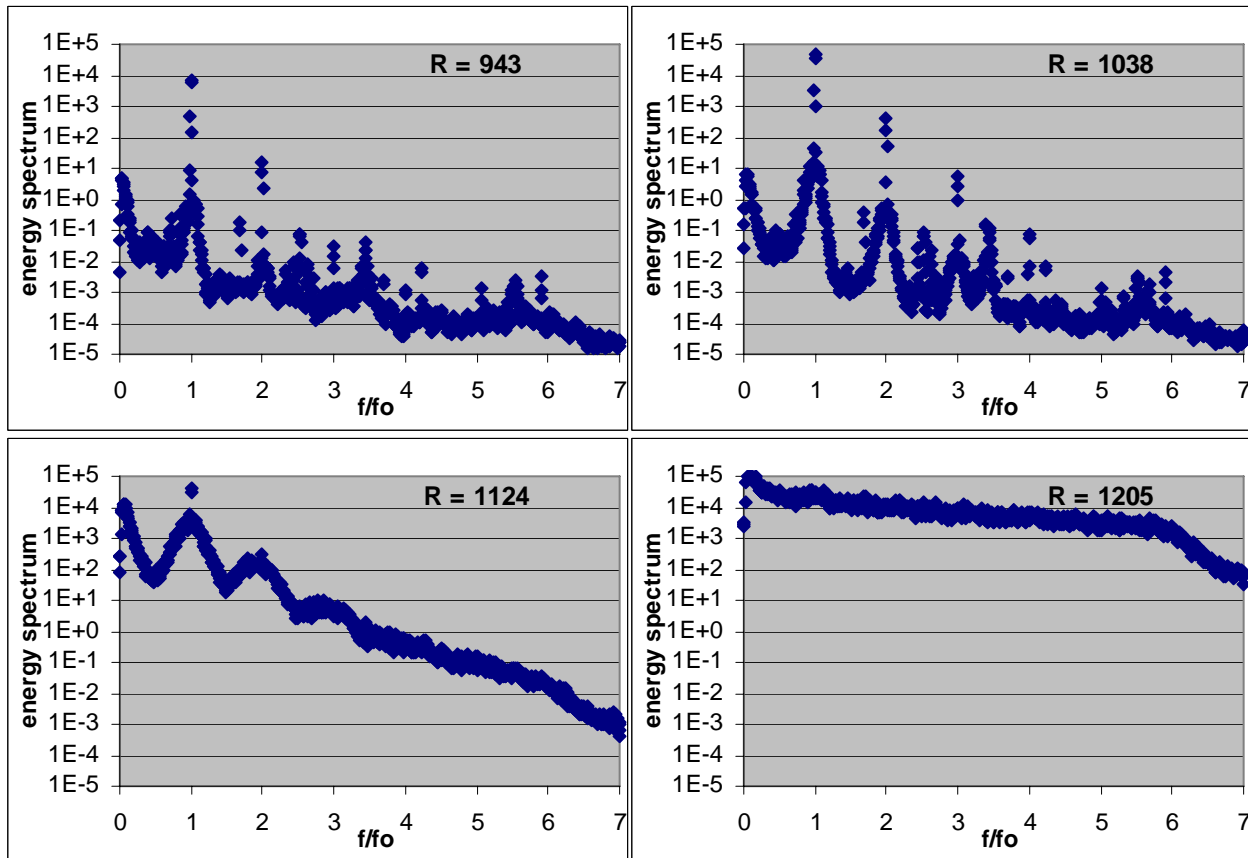 R = 943
energy spectrum
1E+5
1E+4
1E+3
1E+2
1E+1
1E+0
1E-1
1E-2
1E-3
1E-4
1E-5
0 1 2 3 4 5 6 7
f/fo
R = 1038
energy spectrum
1E+5
1E+4
1E+3
1E+2
1E+1
1E+0
1E-1
1E-2
1E-3
1E-4
1E-5
0 1 2 3 4 5 6 7
f/fo
R = 1124
energy spectrum
1E+5
1E+4
1E+3
1E+2
1E+1
1E+0
1E-1
1E-2
1E-3
1E-4
1E-5
0 1 2 3 4 5 6 7
f/fo
R = 1205
energy spectrum
1E+5
1E+4
1E+3
1E+2
1E+1
1E+0
1E-1
1E-2
1E-3
1E-4
1E-5
0 1 2 3 4 5 6 7
f/fo